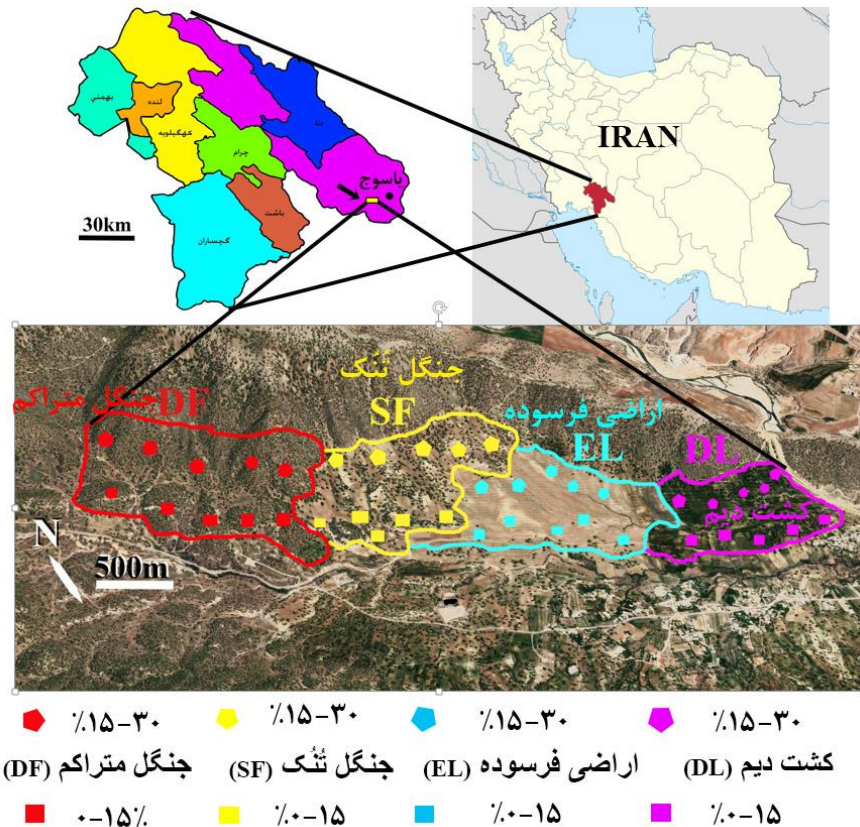 IRAN
بهمئی
لنده
کهگیلویه
چرام
دنا
یاسوج
باشت
گچساران
30km
جنگل متراکم DF
جنگل تُنُک
SF
اراضی فرسوده
EL
DL
کشت دیم
N
500m
٪۱۵-۳۰ ٪۱۵-۳۰ ٪۱۵-۳۰ ٪۱۵-۳۰
جنگل متراکم (DF) جنگل تُنُک (SF) اراضی فرسوده (EL) کشت دیم (DL)
۰-۱۵٪ ٪۰-۱۵ ٪۰-۱۵ ٪۰-۱۵